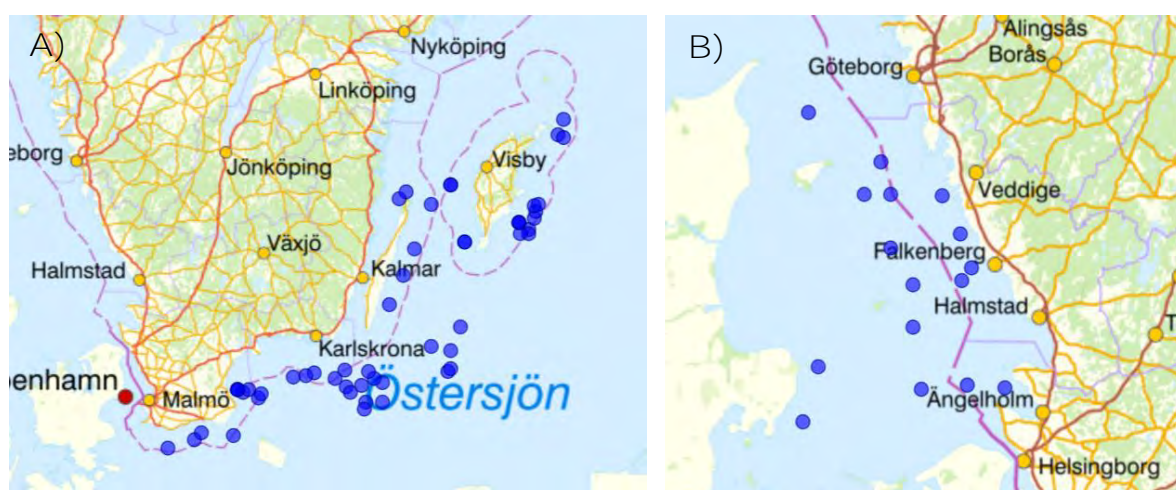 A)
Nyköping
Linköping
eborg
Jönköping
Visby
Växjö
Halmstad
Kalmar
Karlskrona
benhamn
Malmö
Östersjön
B)
Alingsås
Göteborg
Borås
Veddige
Falkenberg
Halmstad
T
Ängelholm
Helsingborg